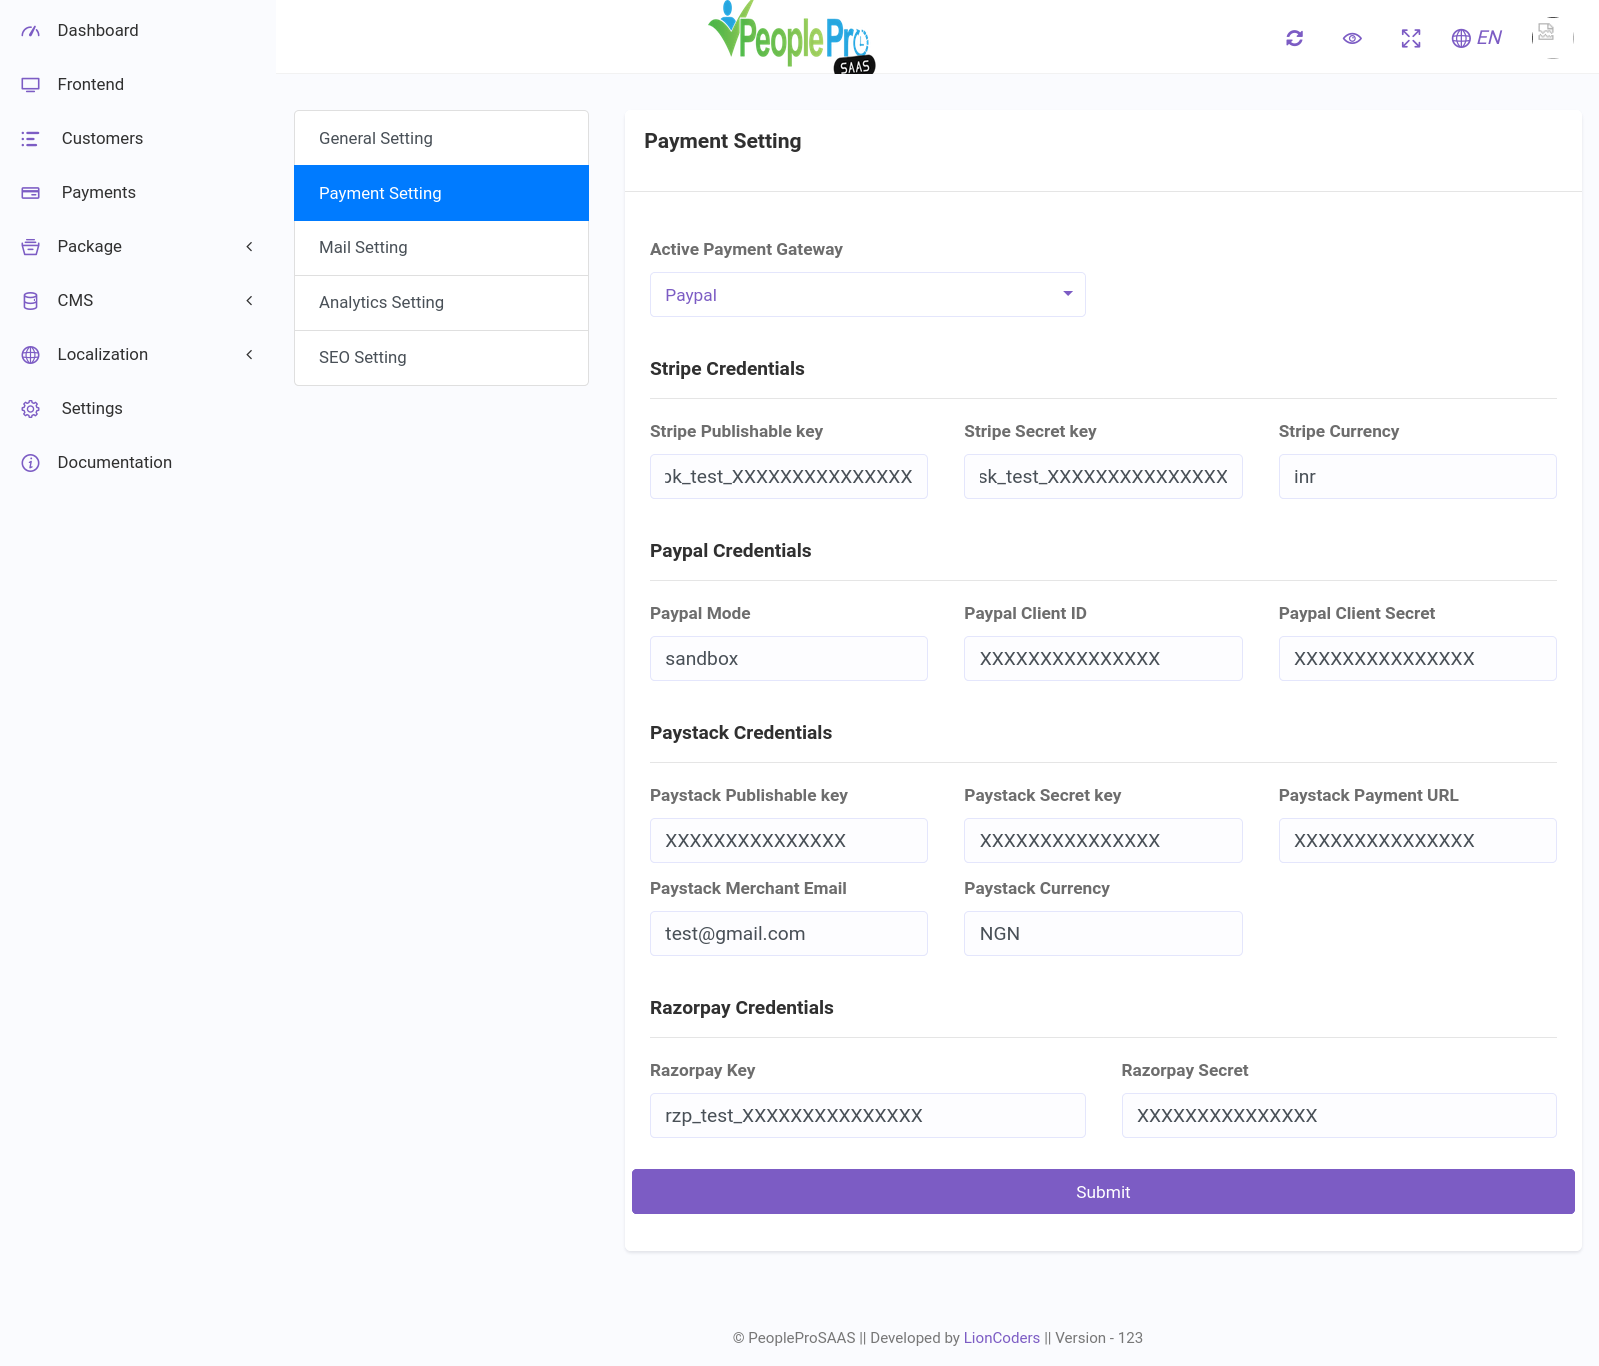 Dashboard
Frontend
Customers
Payments
Package
CMS
Localization
Settings
Documentation
PeoplePro
SAAS
EN
General Setting
Payment Setting
Mail Setting
Analytics Setting
SEO Setting
Payment Setting
Active Payment Gateway
Paypal
Stripe Credentials
Stripe Publishable key Stripe Secret key Stripe Currency
pk_test_XXXXXXXXXXXXXXX sk_test_XXXXXXXXXXXXXXX inr
Paypal Credentials
Paypal Mode Paypal Client ID Paypal Client Secret
sandbox XXXXXXXXXXXXXXX XXXXXXXXXXXXXXX
Paystack Credentials
Paystack Publishable key Paystack Secret key Paystack Payment URL
XXXXXXXXXXXXXXX XXXXXXXXXXXXXXX XXXXXXXXXXXXXXX
Paystack Merchant Email Paystack Currency
test@gmail.com NGN
Razorpay Credentials
Razorpay Key Razorpay Secret
rzp_test_XXXXXXXXXXXXXXX XXXXXXXXXXXXXXX
Submit
© PeopleProSAAS || Developed by LionCoders || Version - 123